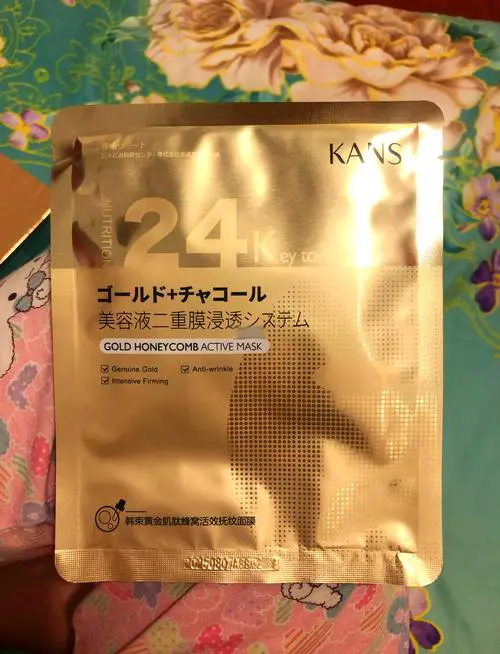 KANS
NUTRITION
24Key to
ゴールド+チャコール
美容液二重膜浸透システム
GOLD HONEYCOMB ACTIVE MASK
Genuine Gold
Anti-wrinkle
Intensive Firming
韩束黄金肌肽蜂窝活效抚纹面膜